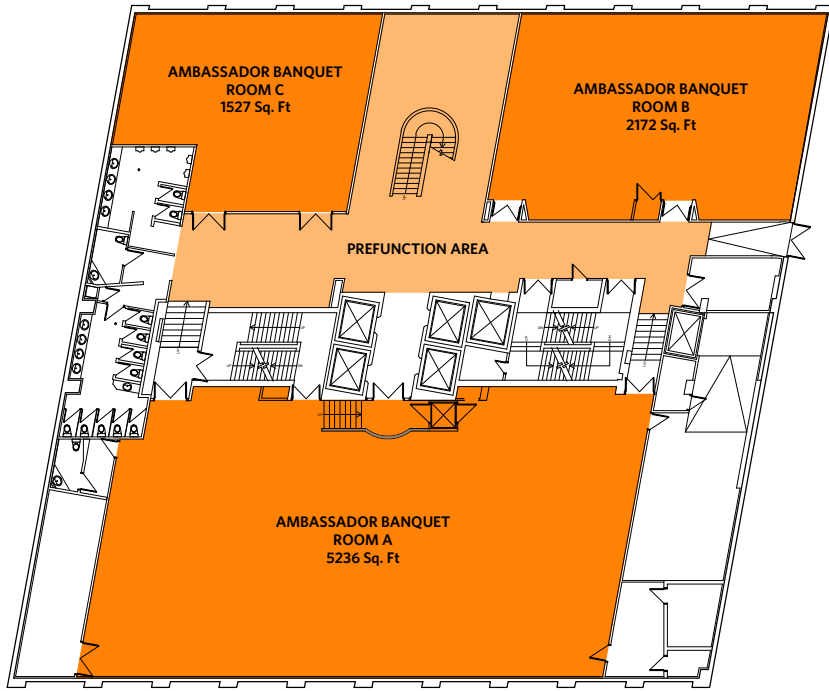 AMBASSADOR BANQUET
ROOM C
1527 Sq. Ft
AMBASSADOR BANQUET
ROOM B
2172 Sq. Ft
PREFUNCTION AREA
AMBASSADOR BANQUET
ROOM A
5236 Sq. Ft